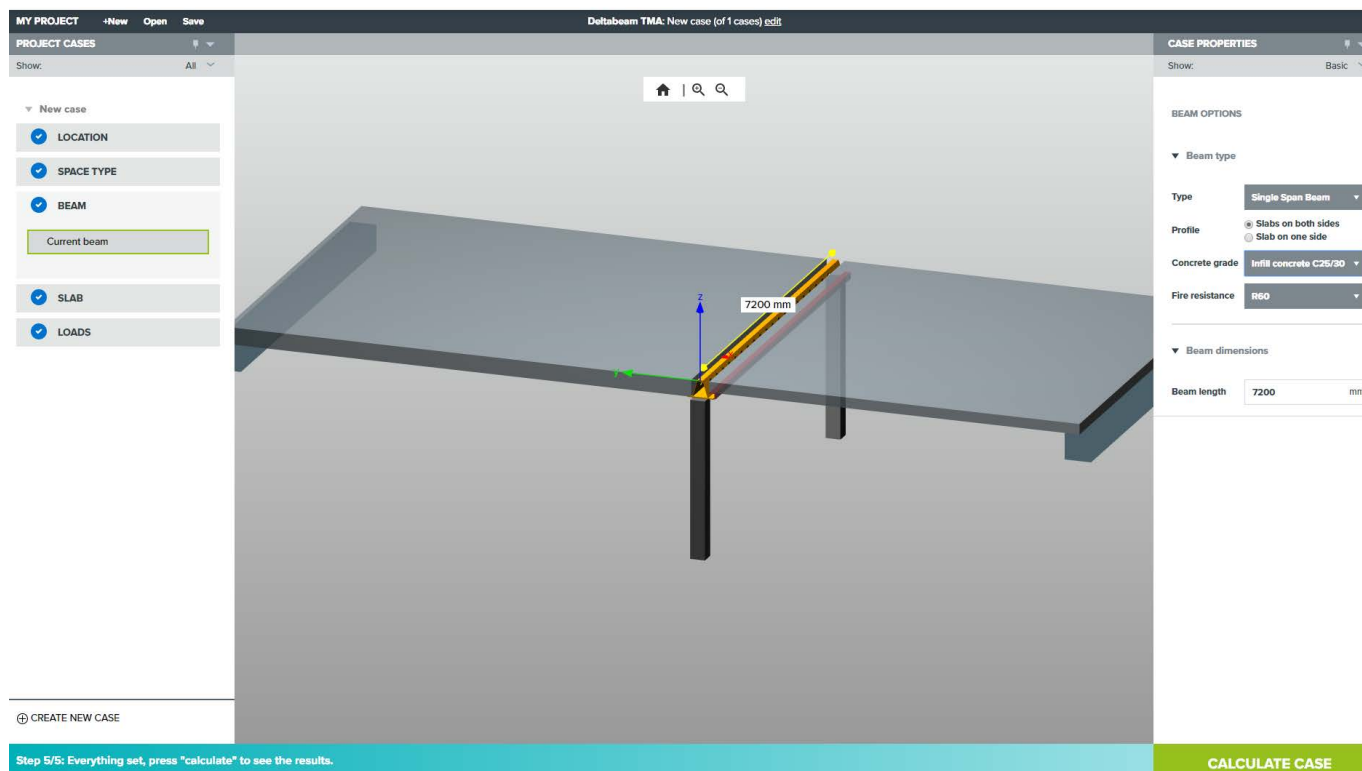 MY PROJECT +New Open Save
Deltabeam TMA: New case (of 1 cases) edit
PROJECT CASES
Show: All
New case
LOCATION
SPACE TYPE
BEAM
Current beam
SLAB
LOADS
CREATE NEW CASE
z
7200 mm
y
CASE PROPERTIES
Show: Basic
BEAM OPTIONS
Beam type
Type Single Span Beam
Profile Slabs on both sides
Slab on one side
Concrete grade Infill concrete C25/30
Fire resistance R60
Beam dimensions
Beam length 7200 mm
Step 5/5: Everything set, press "calculate" to see the results.
CALCULATE CASE